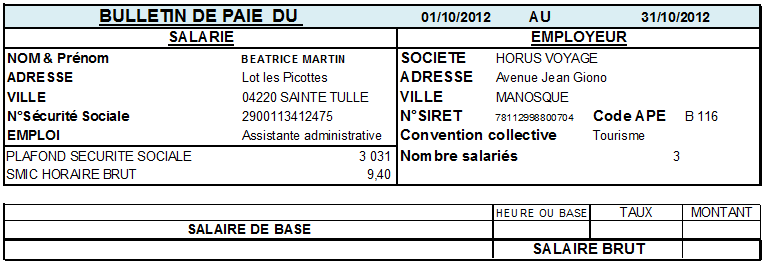 BULLETIN DE PAIE DU 01/10/2012 AU 31/10/2012
SALARIE EMPLOYEUR
NOM & Prénom BEATRICE MARTIN SOCIETE HORUS VOYAGE
ADRESSE Lot les Picottes ADRESSE Avenue Jean Giono
VILLE 04220 SAINTE TULLE VILLE MANOSQUE
N°Sécurité Sociale 2900113412475 N°SIRET 78112998800704 Code APE B 116
EMPLOI Assistante administrative Convention collective Tourisme
PLAFOND SECURITE SOCIALE 3 031 Nombre salariés 3
SMIC HORAIRE BRUT 9,40
HEURE OU BASE TAUX MONTANT
SALAIRE DE BASE
SALAIRE BRUT